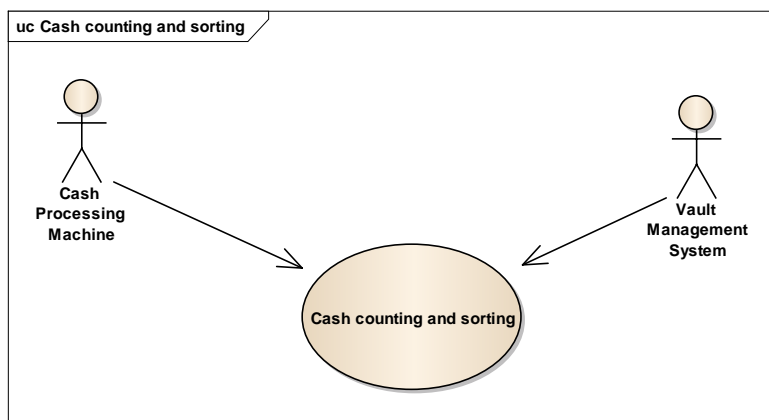 uc Cash counting and sorting
Cash
Processing
Machine
Vault
Management
System
Cash counting and sorting